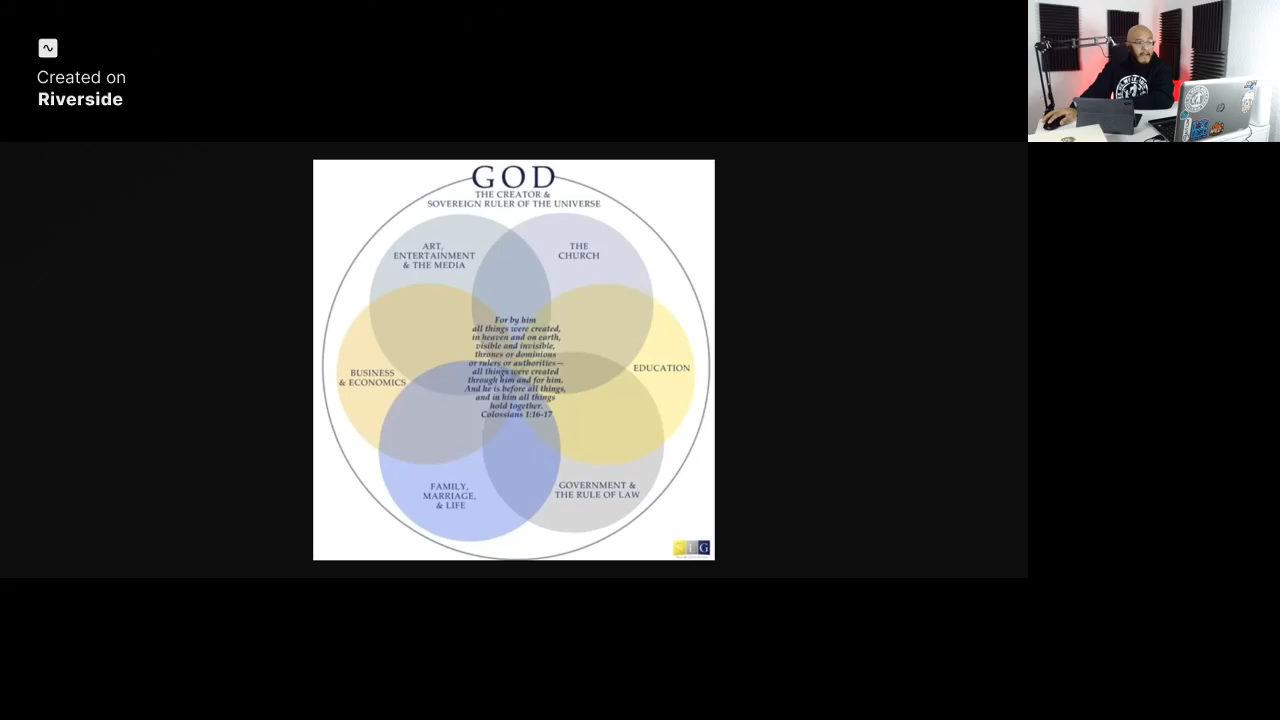 Created on
Riverside
GOD
THE CREATOR &
SOVEREIGN RULER OF THE UNIVERSE
ART,
ENTERTAINMENT
& THE MEDIA
THE
CHURCH
For by him
all things were created,
in heaven and on earth,
visible and invisible,
thrones or dominions
or rulers or authorities—
all things were created
through him and for him.
And he is before all things,
and in him all things
hold together.
Colossians 1:16-17
BUSINESS
& ECONOMICS
EDUCATION
FAMILY,
MARRIAGE,
& LIFE
GOVERNMENT &
THE RULE OF LAW
SIG